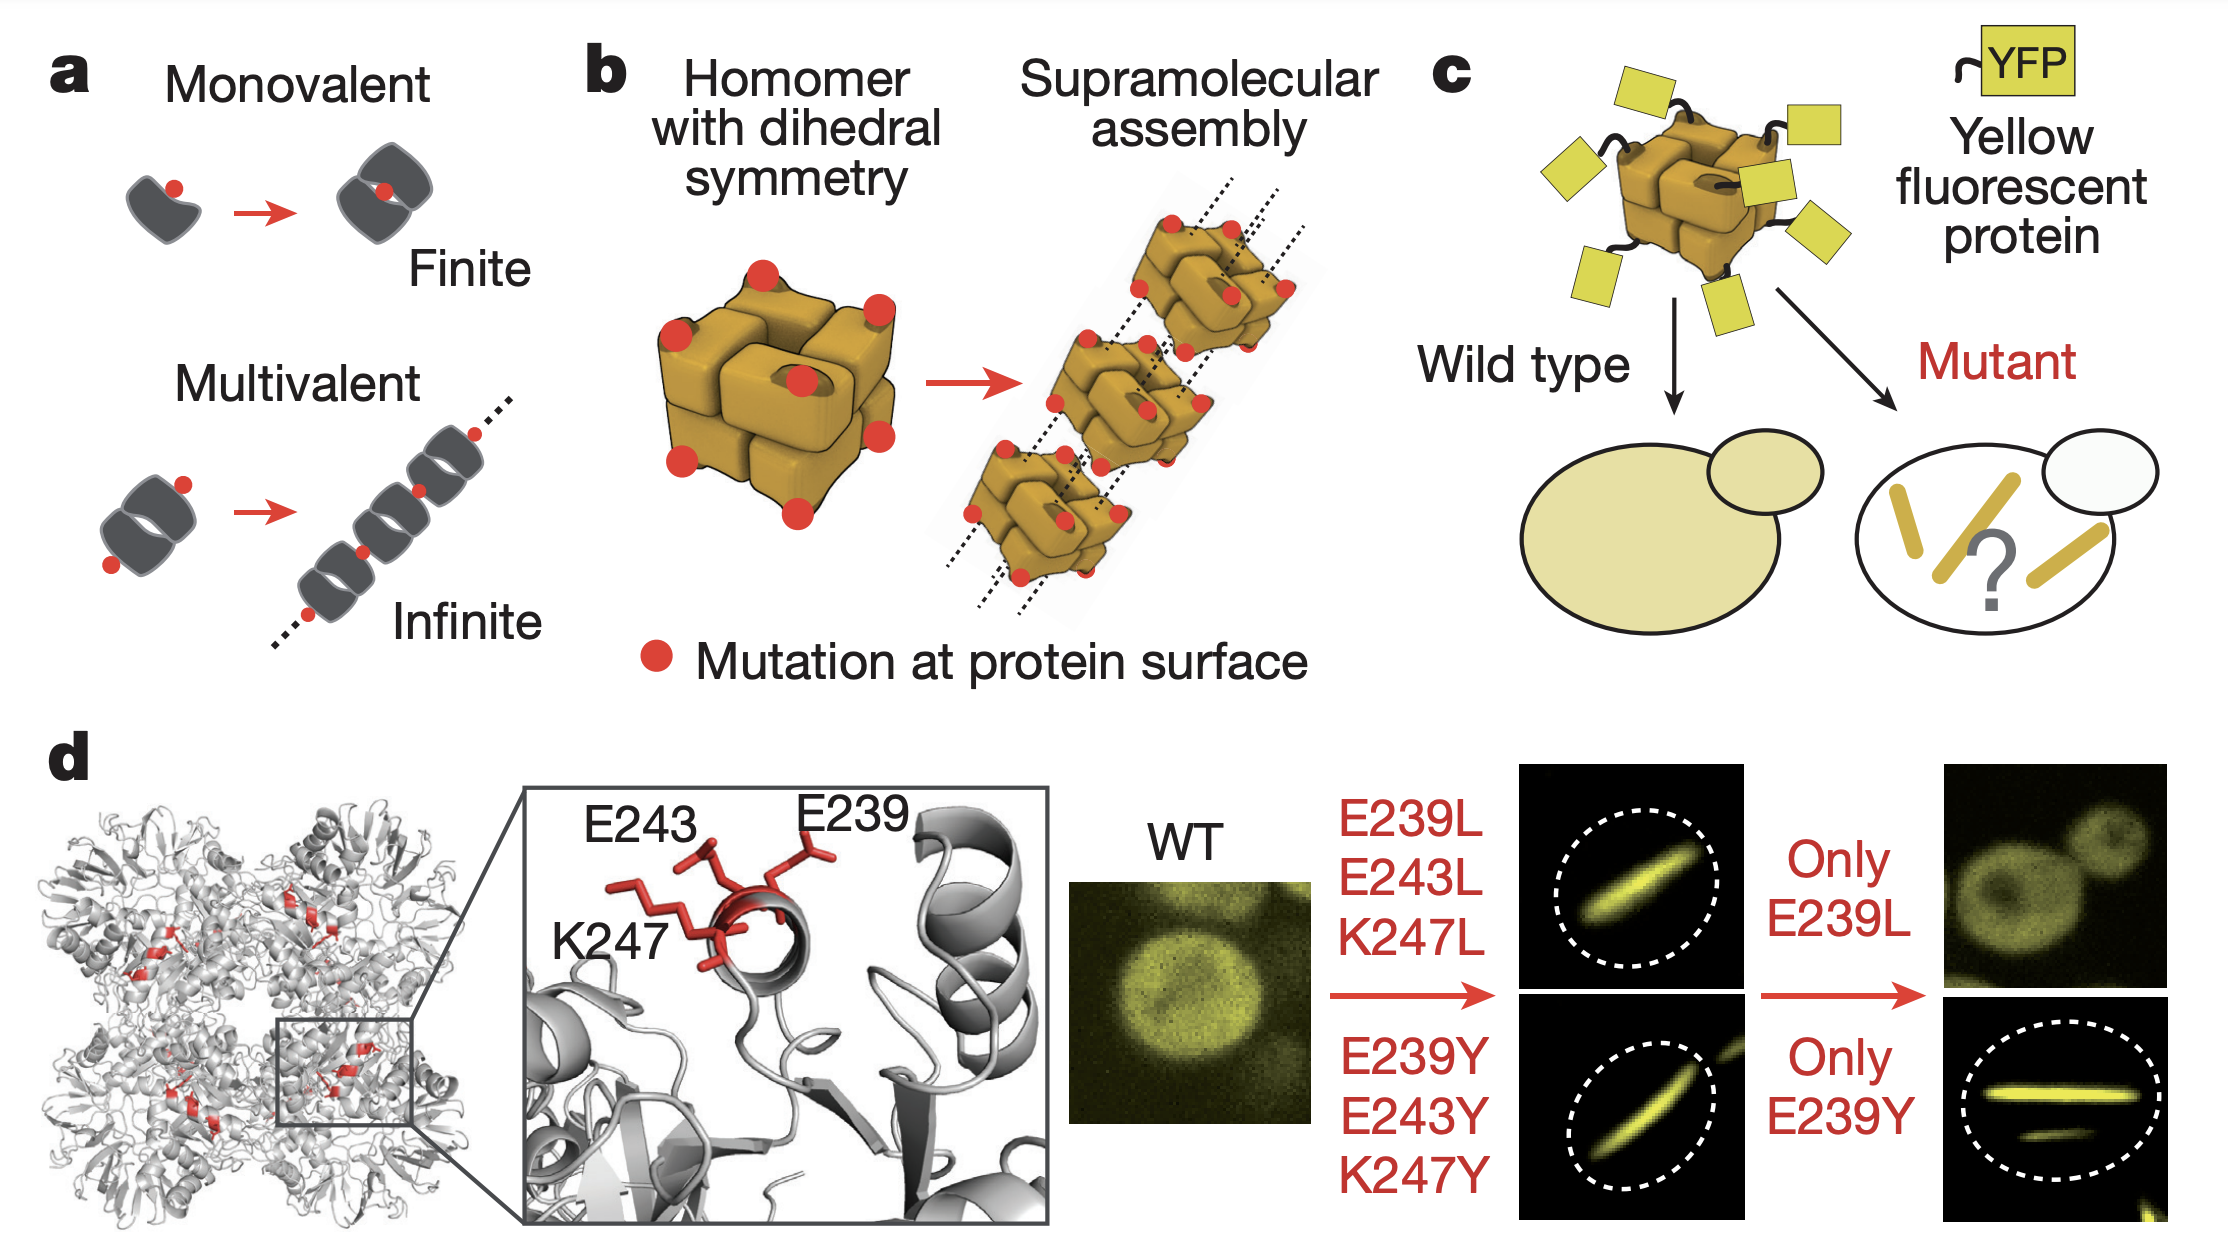 a
Monovalent
Finite
Multivalent
Infinite
b
Homomer
with dihedral
symmetry
Supramolecular
assembly
Mutation at protein surface
c
YFP
Yellow
fluorescent
protein
Wild type
Mutant
?
d
E243
E239
K247
WT
E239L
E243L
K247L
E239Y
E243Y
K247Y
Only
E239L
Only
E239Y